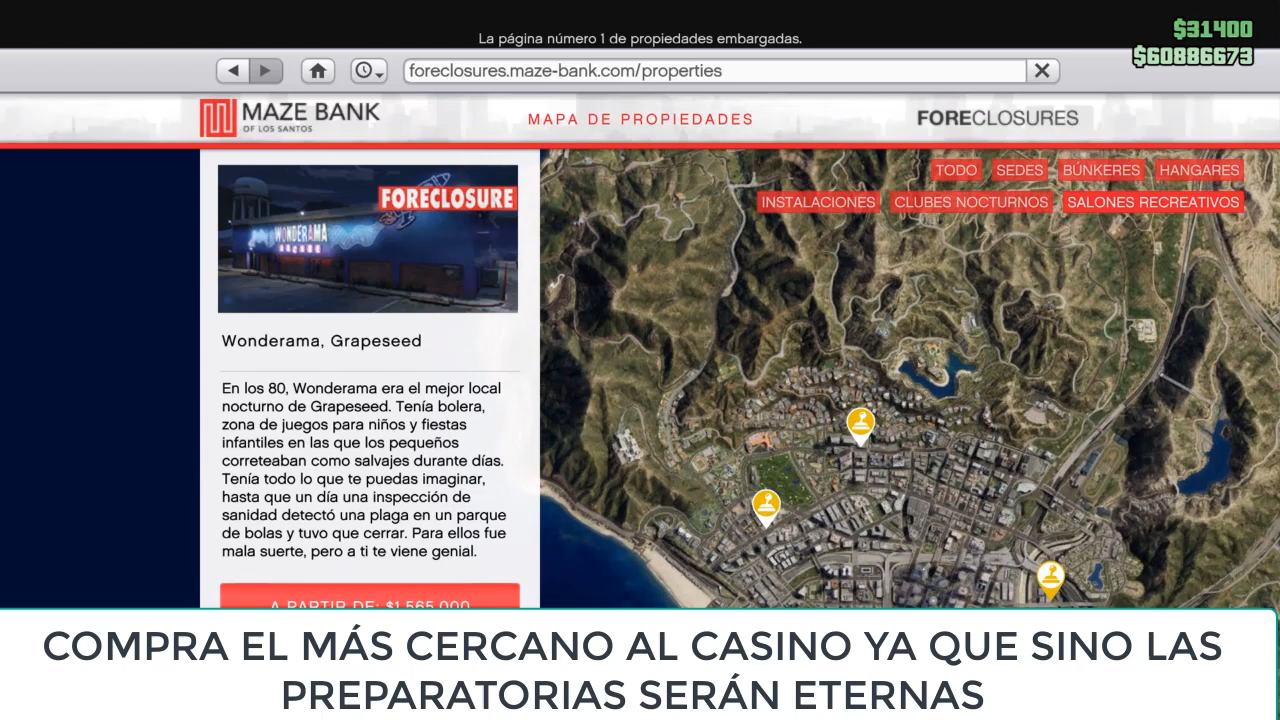 La página número 1 de propiedades embargadas.
$31400
$60886673
foreclosures.maze-bank.com/properties
MAZE BANK
OF LOS SANTOS
MAPA DE PROPIEDADES
FORECLOSURES
TODO
SEDES
BÚNKERES
HANGARES
INSTALACIONES
CLUBES NOCTURNOS
SALONES RECREATIVOS
FORECLOSURE
WONDERAMA
ARCADE
Wonderama, Grapeseed
En los 80, Wonderama era el mejor local
nocturno de Grapeseed. Tenía bolera,
zona de juegos para niños y fiestas
infantiles en las que los pequeños
correteaban como salvajes durante días.
Tenía todo lo que te puedas imaginar,
hasta que un día una inspección de
sanidad detectó una plaga en un parque
de bolas y tuvo que cerrar. Para ellos fue
mala suerte, pero a ti te viene genial.
A PARTIR DE: $1,565,000
COMPRA EL MÁS CERCANO AL CASINO YA QUE SINO LAS
PREPARATORIAS SERÁN ETERNAS